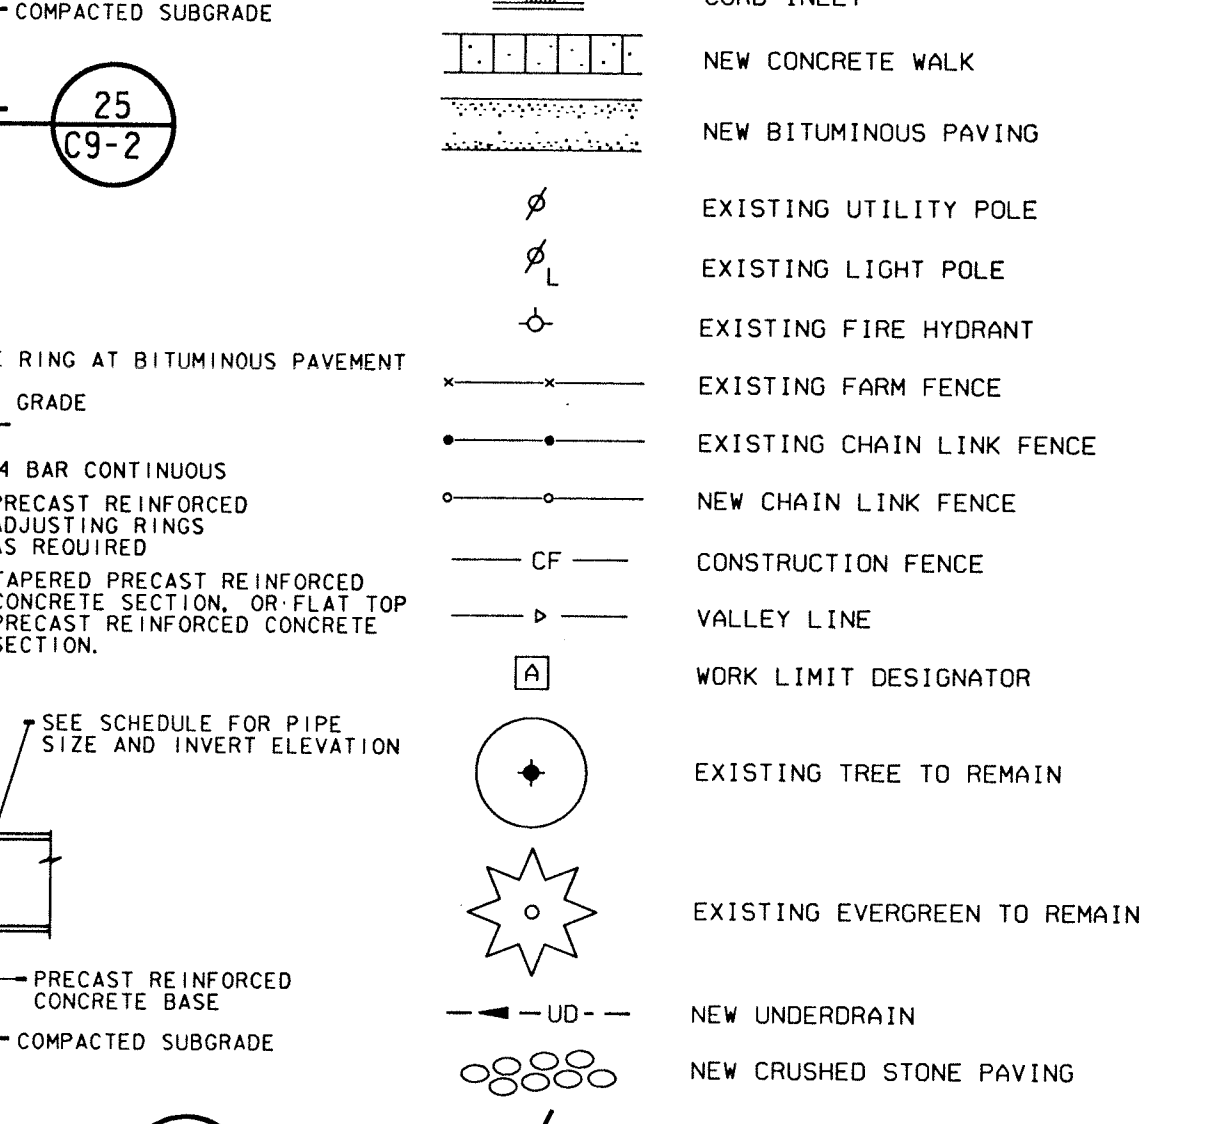 COMPACTED SUBGRADE
25
C9-2
RING AT BITUMINOUS PAVEMENT
GRADE
4 BAR CONTINUOUS
PRECAST REINFORCED
ADJUSTING RINGS
AS REQUIRED
TAPERED PRECAST REINFORCED
CONCRETE SECTION, OR FLAT TOP
PRECAST REINFORCED CONCRETE
SECTION.
SEE SCHEDULE FOR PIPE
SIZE AND INVERT ELEVATION
PRECAST REINFORCED
CONCRETE BASE
COMPACTED SUBGRADE
NEW CONCRETE WALK
NEW BITUMINOUS PAVING
EXISTING UTILITY POLE
L EXISTING LIGHT POLE
EXISTING FIRE HYDRANT
EXISTING FARM FENCE
EXISTING CHAIN LINK FENCE
NEW CHAIN LINK FENCE
CF CONSTRUCTION FENCE
VALLEY LINE
A WORK LIMIT DESIGNATOR
EXISTING TREE TO REMAIN
EXISTING EVERGREEN TO REMAIN
UD NEW UNDERDRAIN
NEW CRUSHED STONE PAVING